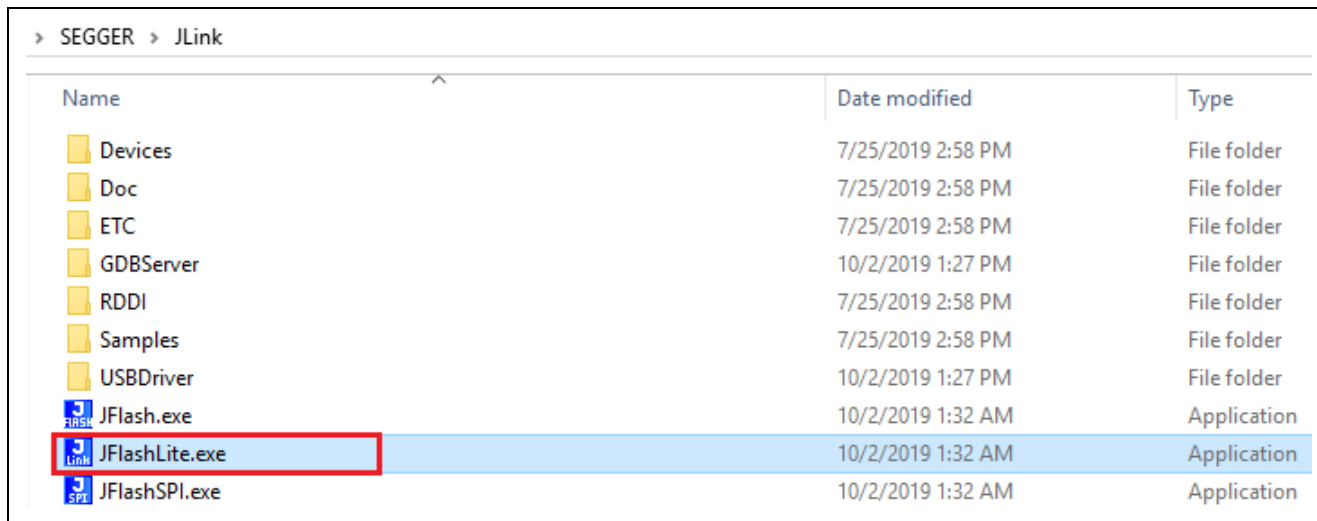 > SEGGER > JLink
Name Date modified Type
Devices 7/25/2019 2:58 PM File folder
Doc 7/25/2019 2:58 PM File folder
ETC 7/25/2019 2:58 PM File folder
GDBServer 10/2/2019 1:27 PM File folder
RDDI 7/25/2019 2:58 PM File folder
Samples 7/25/2019 2:58 PM File folder
USBDriver 10/2/2019 1:27 PM File folder
J FLASH JFlash.exe 10/2/2019 1:32 AM Application
J Link JFlashLite.exe 10/2/2019 1:32 AM Application
J SPI JFlashSPI.exe 10/2/2019 1:32 AM Application